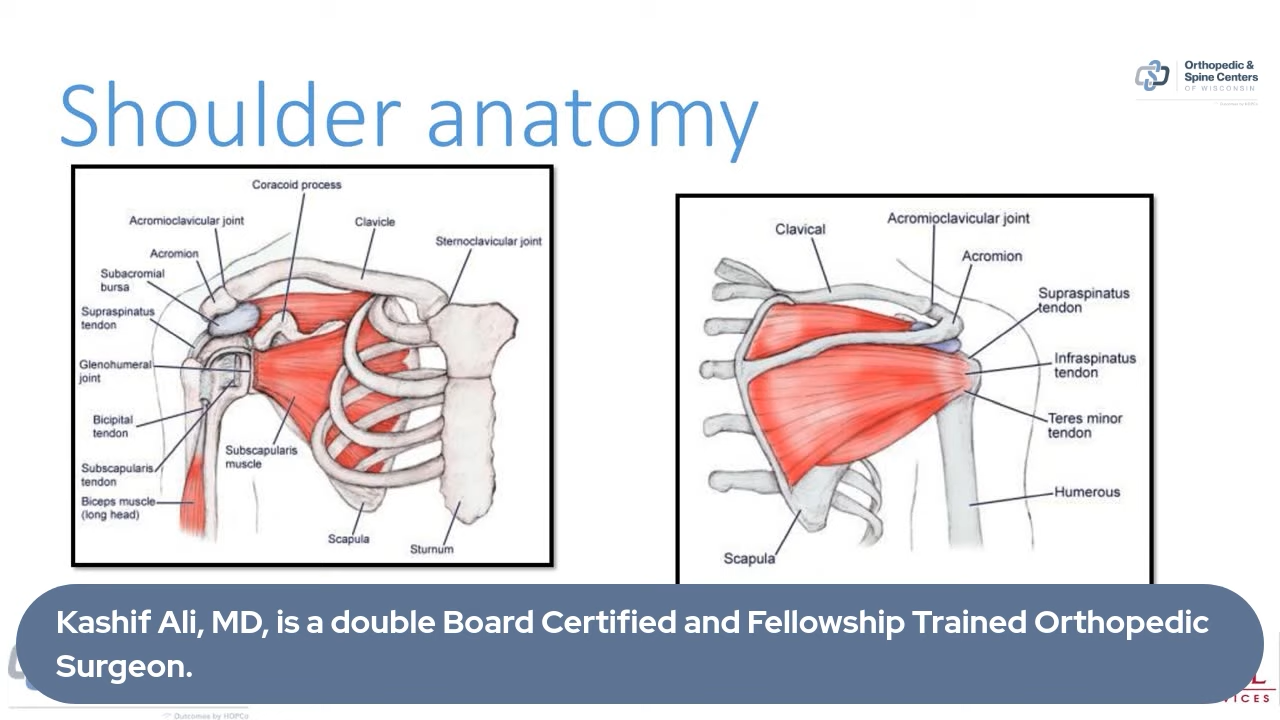 Orthopedic &
Spine Centers
OF WISCONSIN
Shoulder anatomy
Coracoid process
Acromioclavicular joint
Clavicle
Sternoclavicular joint
Acromion
Subacromial
bursa
Supraspinatus
tendon
Glenohumeral
joint
Bicipital
tendon
Subscapularis
muscle
Subscapularis
tendon
Biceps muscle
(long head)
Scapula
Sturnum
Clavical
Acromioclavicular joint
Acromion
Supraspinatus
tendon
Infraspinatus
tendon
Teres minor
tendon
Humerous
Scapula
Kashif Ali, MD, is a double Board Certified and Fellowship Trained Orthopedic
Surgeon.
Outcomes by HOPCo